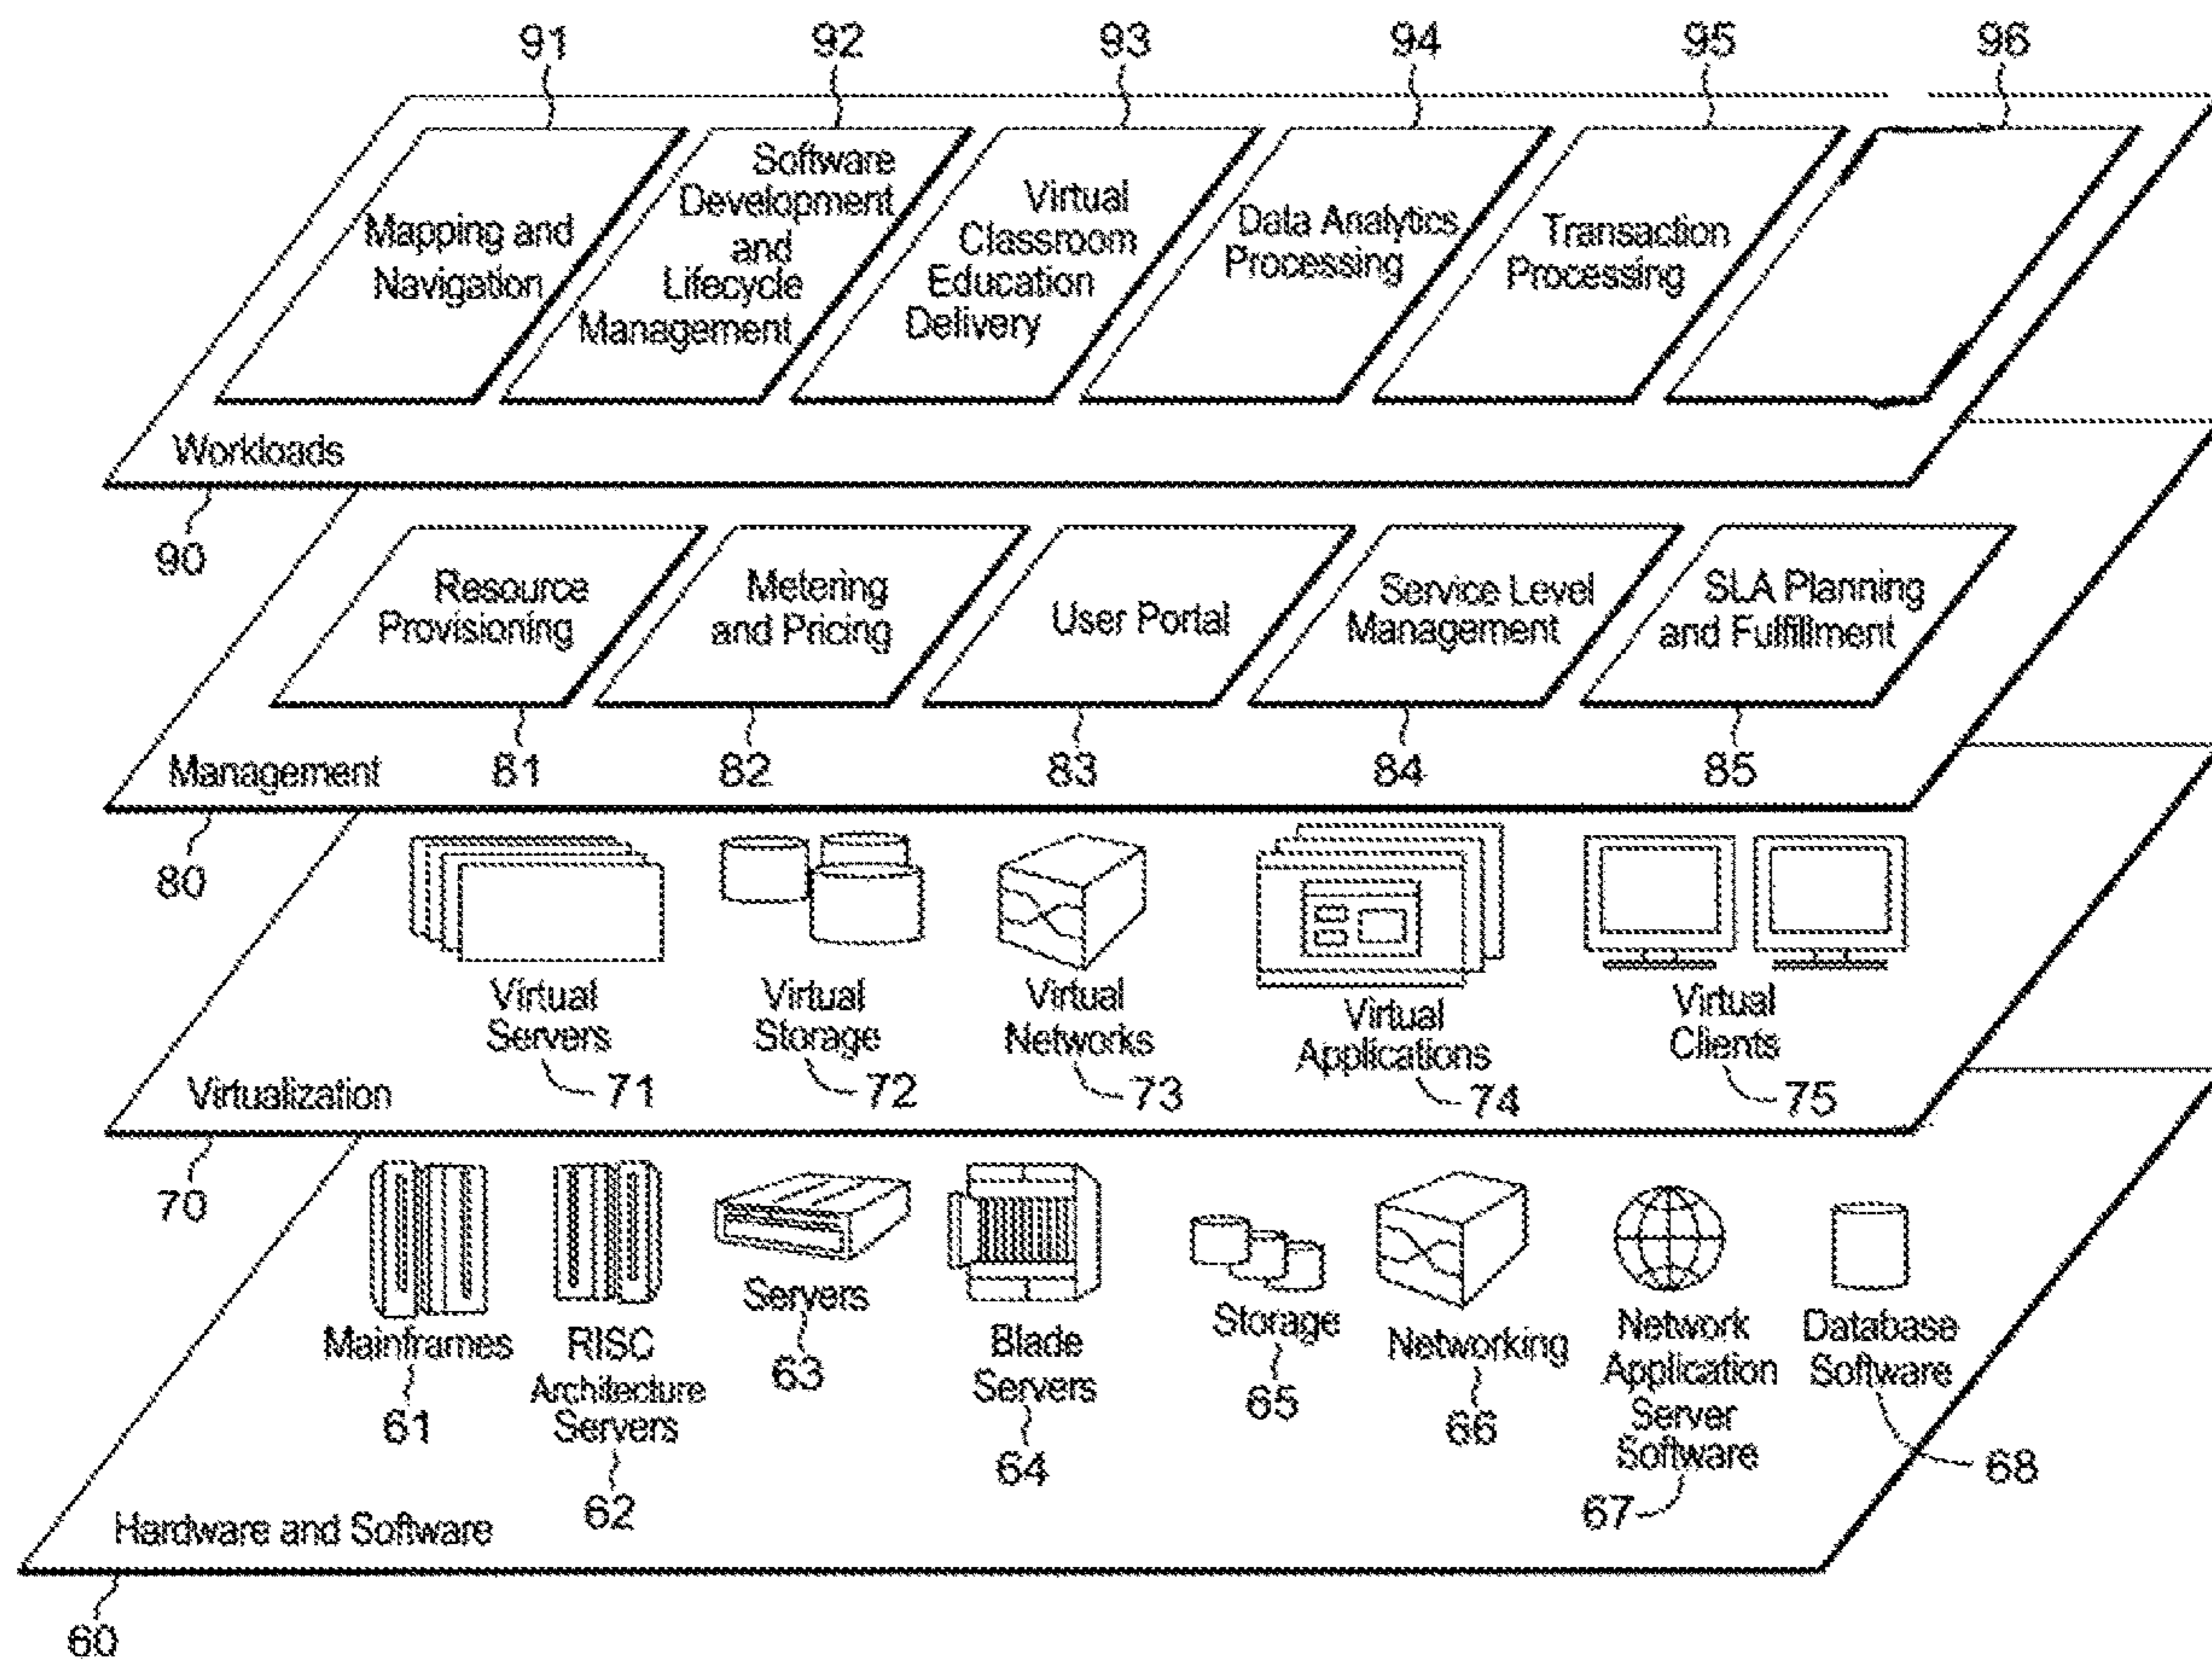 91
92
93
94
95
96
Mapping and
Navigation
Software
Development
and
Lifecycle
Management
Virtual
Classroom
Education
Delivery
Data Analytics
Processing
Transaction
Processing
Workloads
90
Resource
Provisioning
Metering
and Pricing
User Portal
Service Level
Management
SLA Planning
and Fulfillment
81
82
83
84
85
Management
80
Virtual
Servers
71
Virtual
Storage
72
Virtual
Networks
73
Virtual
Applications
74
Virtual
Clients
75
Virtualization
70
Mainframes
61
RISC
Architecture
Servers
62
Servers
63
Blade
Servers
64
Storage
65
Networking
66
Network
Application
Server
Software
67
Database
Software
68
Hardware and Software
60